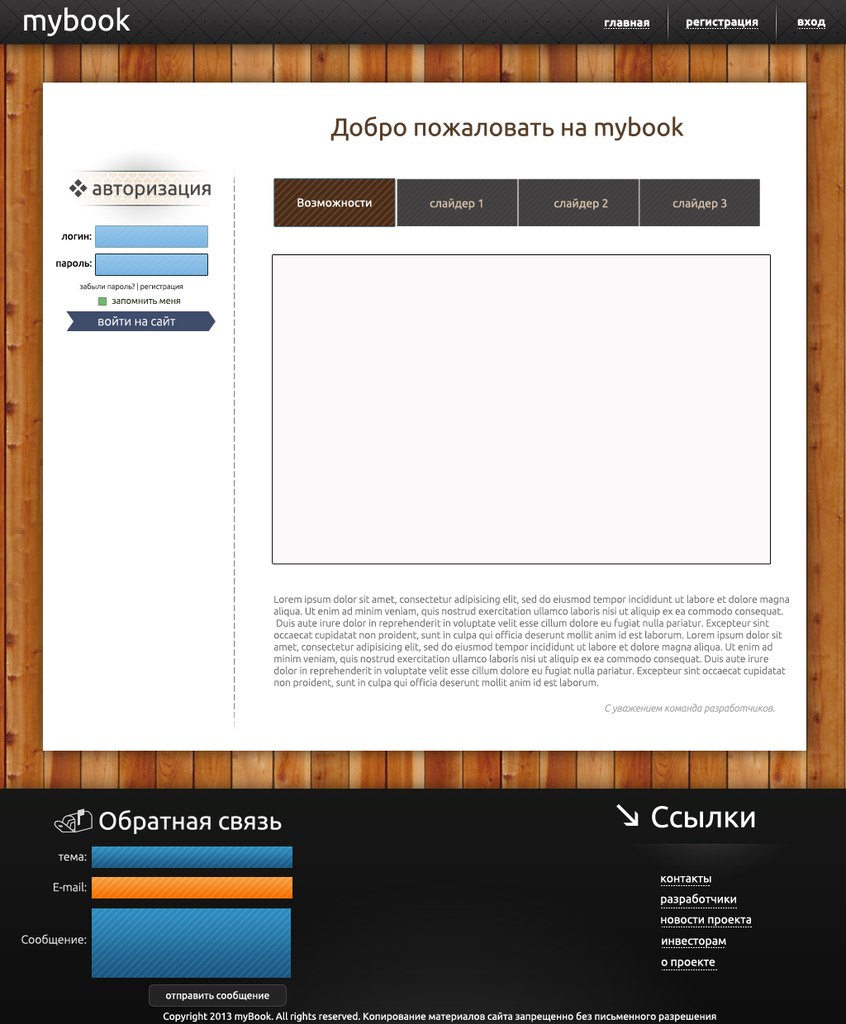 mybook
главная
регистрация
вход
Добро пожаловать на mybook
авторизация
логин:
пароль:
забыли пароль? | регистрация
запомнить меня
войти на сайт
Возможности
слайдер 1
слайдер 2
слайдер 3
Lorem ipsum dolor sit amet, consectetur adipisicing elit, sed do eiusmod tempor incididunt ut labore et dolore magna
aliqua. Ut enim ad minim veniam, quis nostrud exercitation ullamco laboris nisi ut aliquip ex ea commodo consequat.
Duis aute irure dolor in reprehenderit in voluptate velit esse cillum dolore eu fugiat nulla pariatur. Excepteur sint
occaecat cupidatat non proident, sunt in culpa qui officia deserunt mollit anim id est laborum. Lorem ipsum dolor sit
amet, consectetur adipisicing elit, sed do eiusmod tempor incididunt ut labore et dolore magna aliqua. Ut enim ad
minim veniam, quis nostrud exercitation ullamco laboris nisi ut aliquip ex ea commodo consequat. Duis aute irure
dolor in reprehenderit in voluptate velit esse cillum dolore eu fugiat nulla pariatur. Excepteur sint occaecat cupidatat
non proident, sunt in culpa qui officia deserunt mollit anim id est laborum.
С уважением команда разработчиков.
Обратная связь
тема:
E-mail:
Сообщение:
отправить сообщение
Ссылки
контакты
разработчики
новости проекта
инвесторам
о проекте
Copyright 2013 myBook. All rights reserved. Копирование материалов сайта запрещенно без письменного разрешения